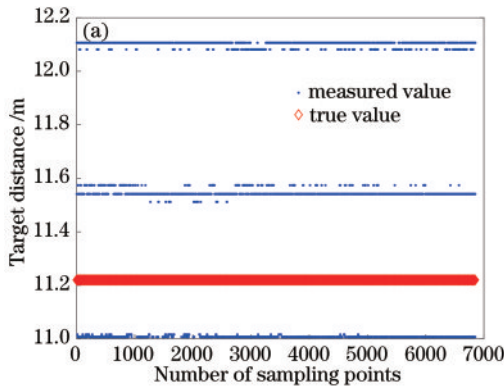 (a)
12.2
12.0
11.8
11.6
11.4
11.2
11.0
Target distance /m
measured value
true value
0 1000 2000 3000 4000 5000 6000 7000
Number of sampling points